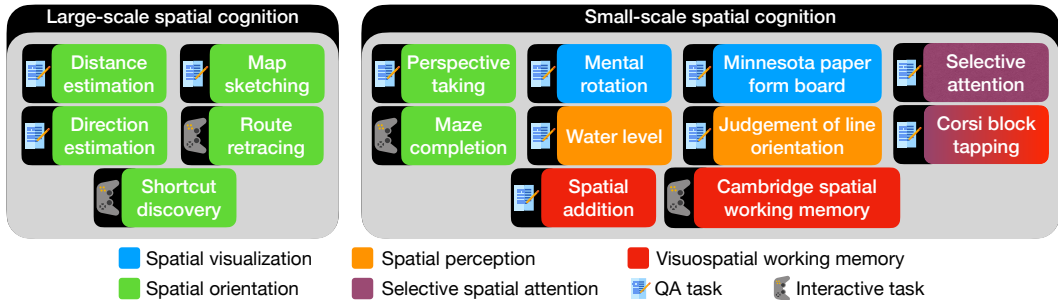 Large-scale spatial cognition
Distance
estimation
Map
sketching
Direction
estimation
Route
retracing
Shortcut
discovery
Small-scale spatial cognition
Perspective
taking
Mental
rotation
Minnesota paper
form board
Selective
attention
Maze
completion
Water level
Judgement of line
orientation
Corsi block
tapping
Spatial
addition
Cambridge spatial
working memory
Spatial visualization
Spatial perception
Visuospatial working memory
Spatial orientation
Selective spatial attention
QA task
Interactive task